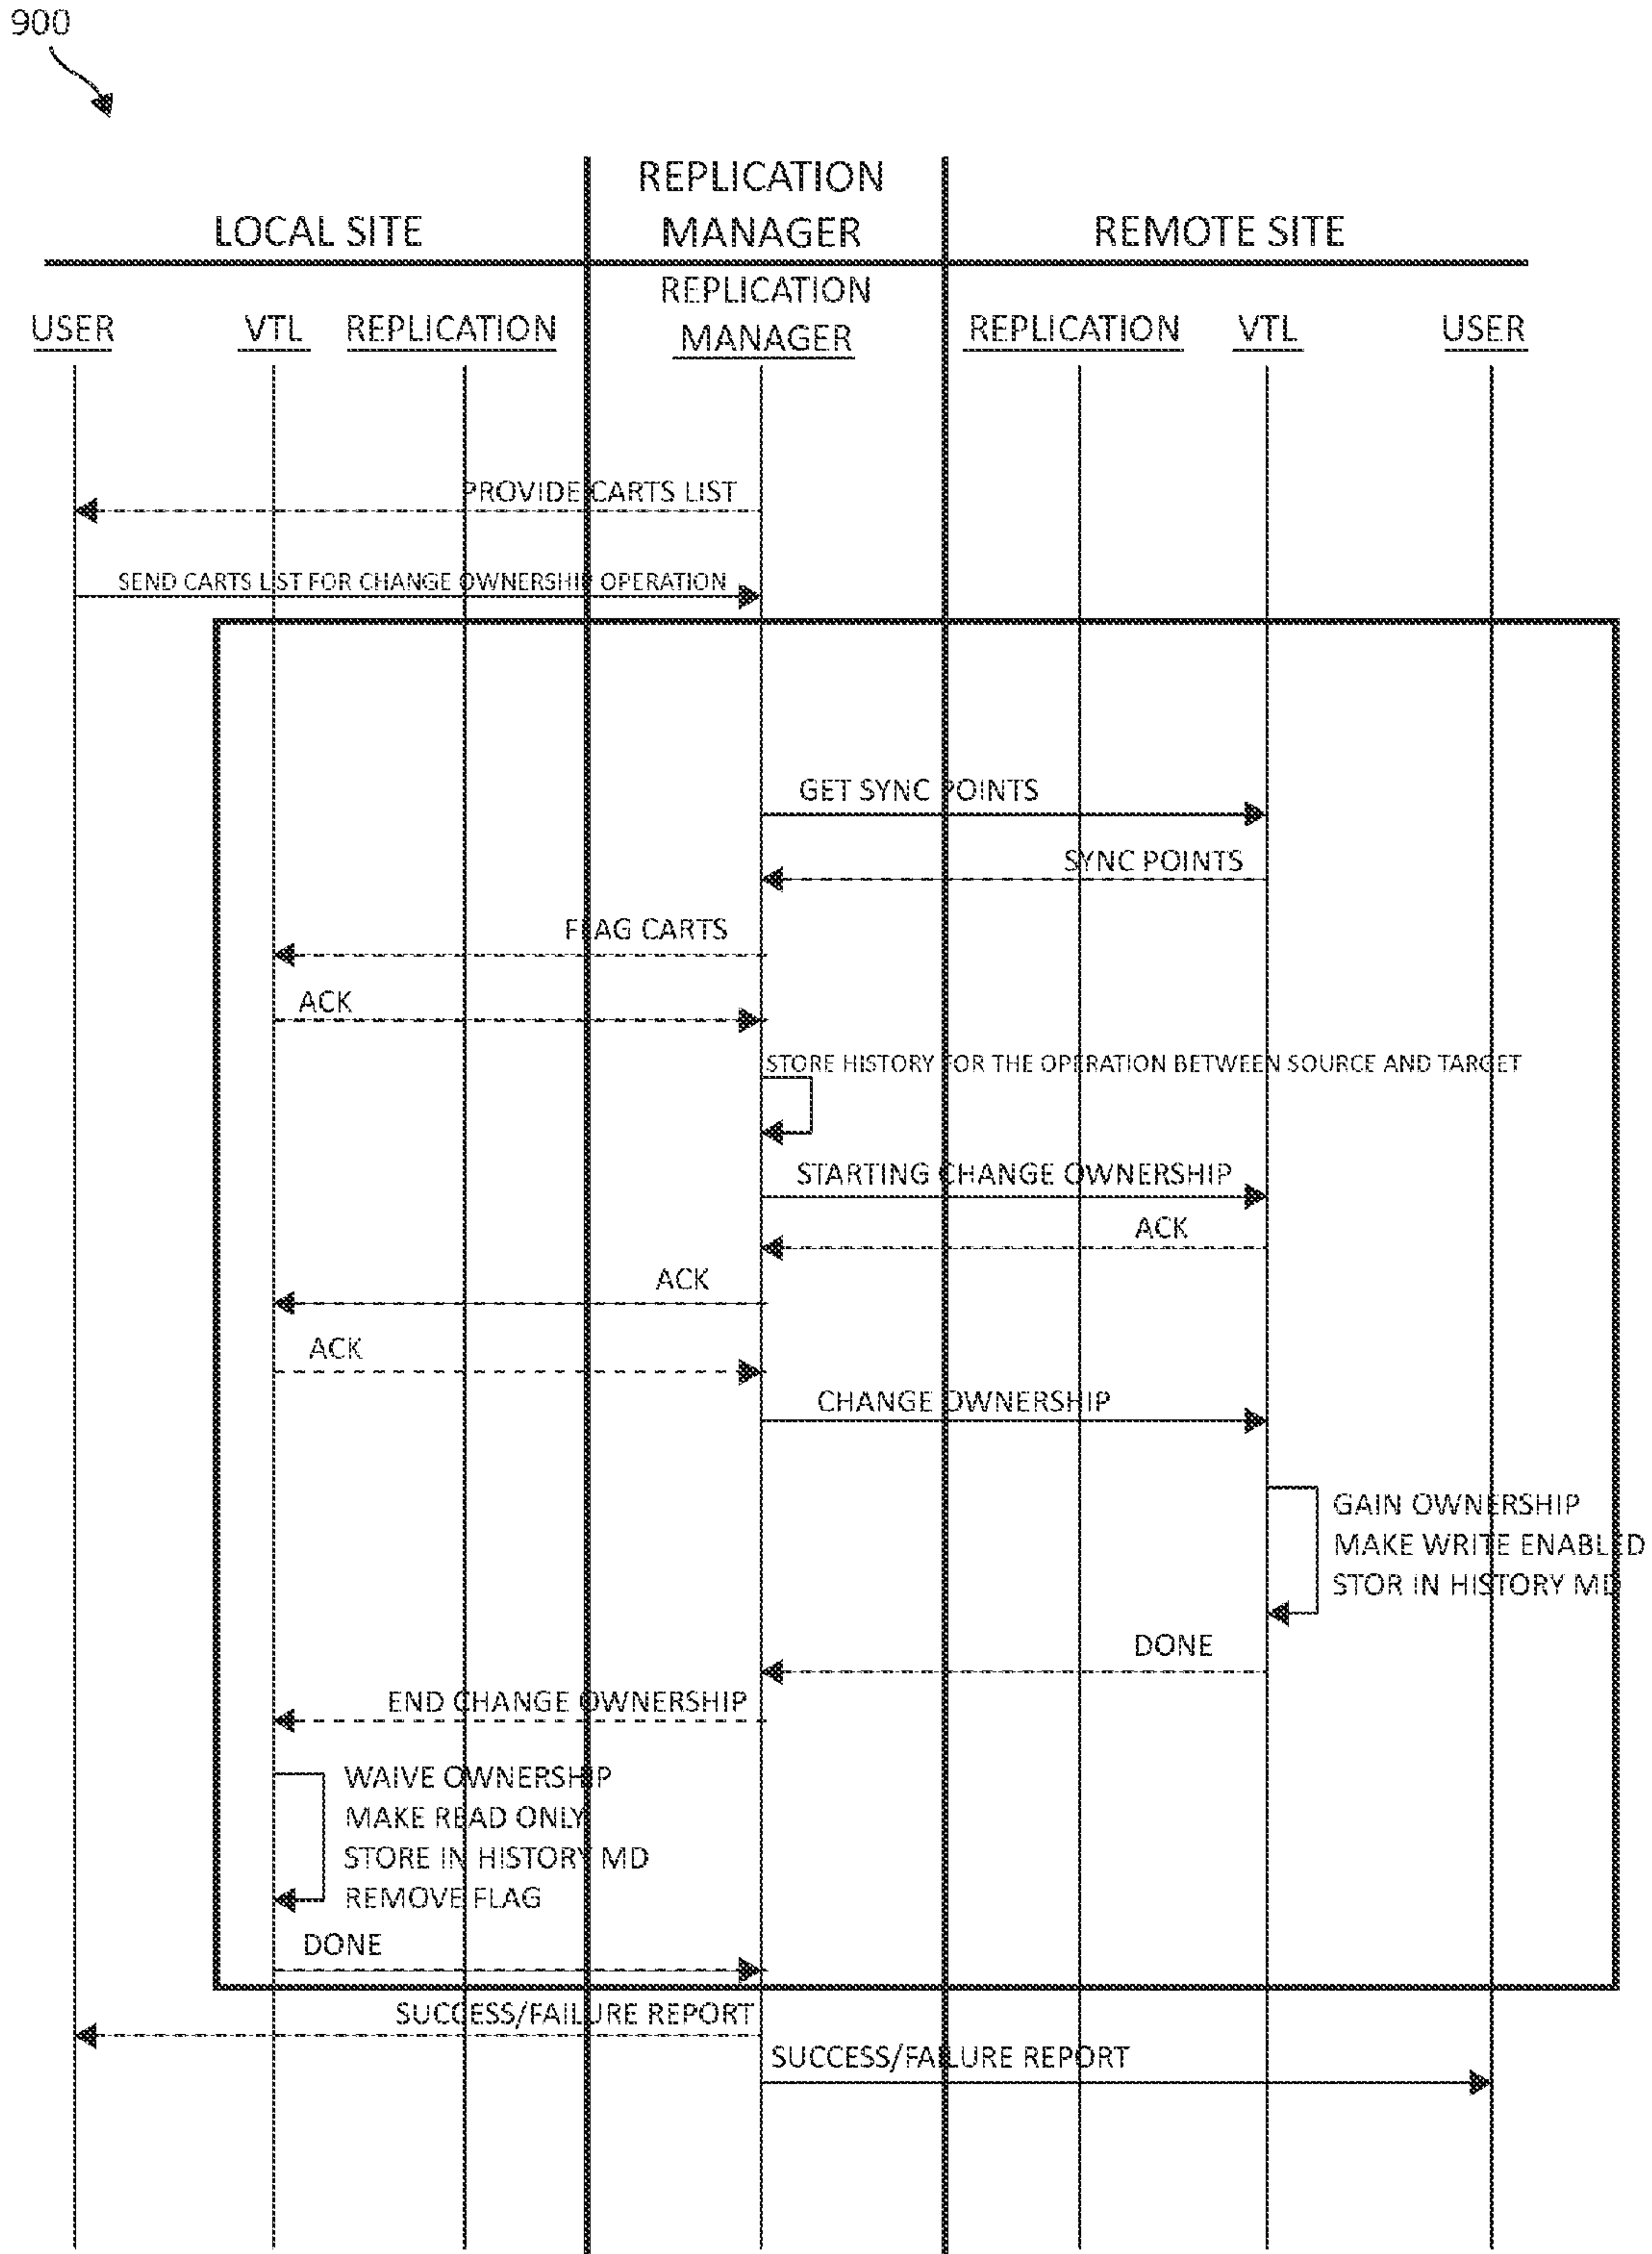 900
REPLICATION
MANAGER
LOCAL SITE
REMOTE SITE
REPLICATION
MANAGER
USER
VTL
REPLICATION
REPLICATION
VTL
USER
PROVIDE CARTS LIST
SEND CARTS LIST FOR CHANGE OWNERSHIP OPERATION
GET SYNC POINTS
SYNC POINTS
FLAG CARTS
ACK
STORE HISTORY FOR THE OPERATION BETWEEN SOURCE AND TARGET
STARTING CHANGE OWNERSHIP
ACK
ACK
ACK
CHANGE OWNERSHIP
GAIN OWNERSHIP
MAKE WRITE ENABLED
STOR IN HISTORY MD
DONE
END CHANGE OWNERSHIP
WAIVE OWNERSHIP
MAKE READ ONLY
STORE IN HISTORY MD
REMOVE FLAG
DONE
SUCCESS/FAILURE REPORT
SUCCESS/FAILURE REPORT